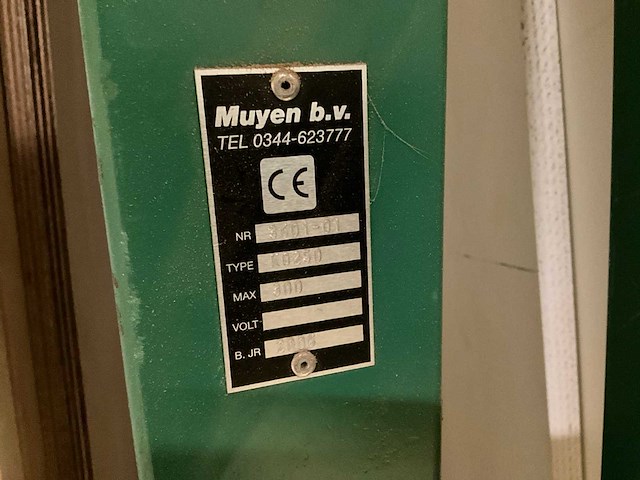 Muyen b.v.
TEL 0344-623777
CE
NR
TYPE
MAX
VOLT
B. JR